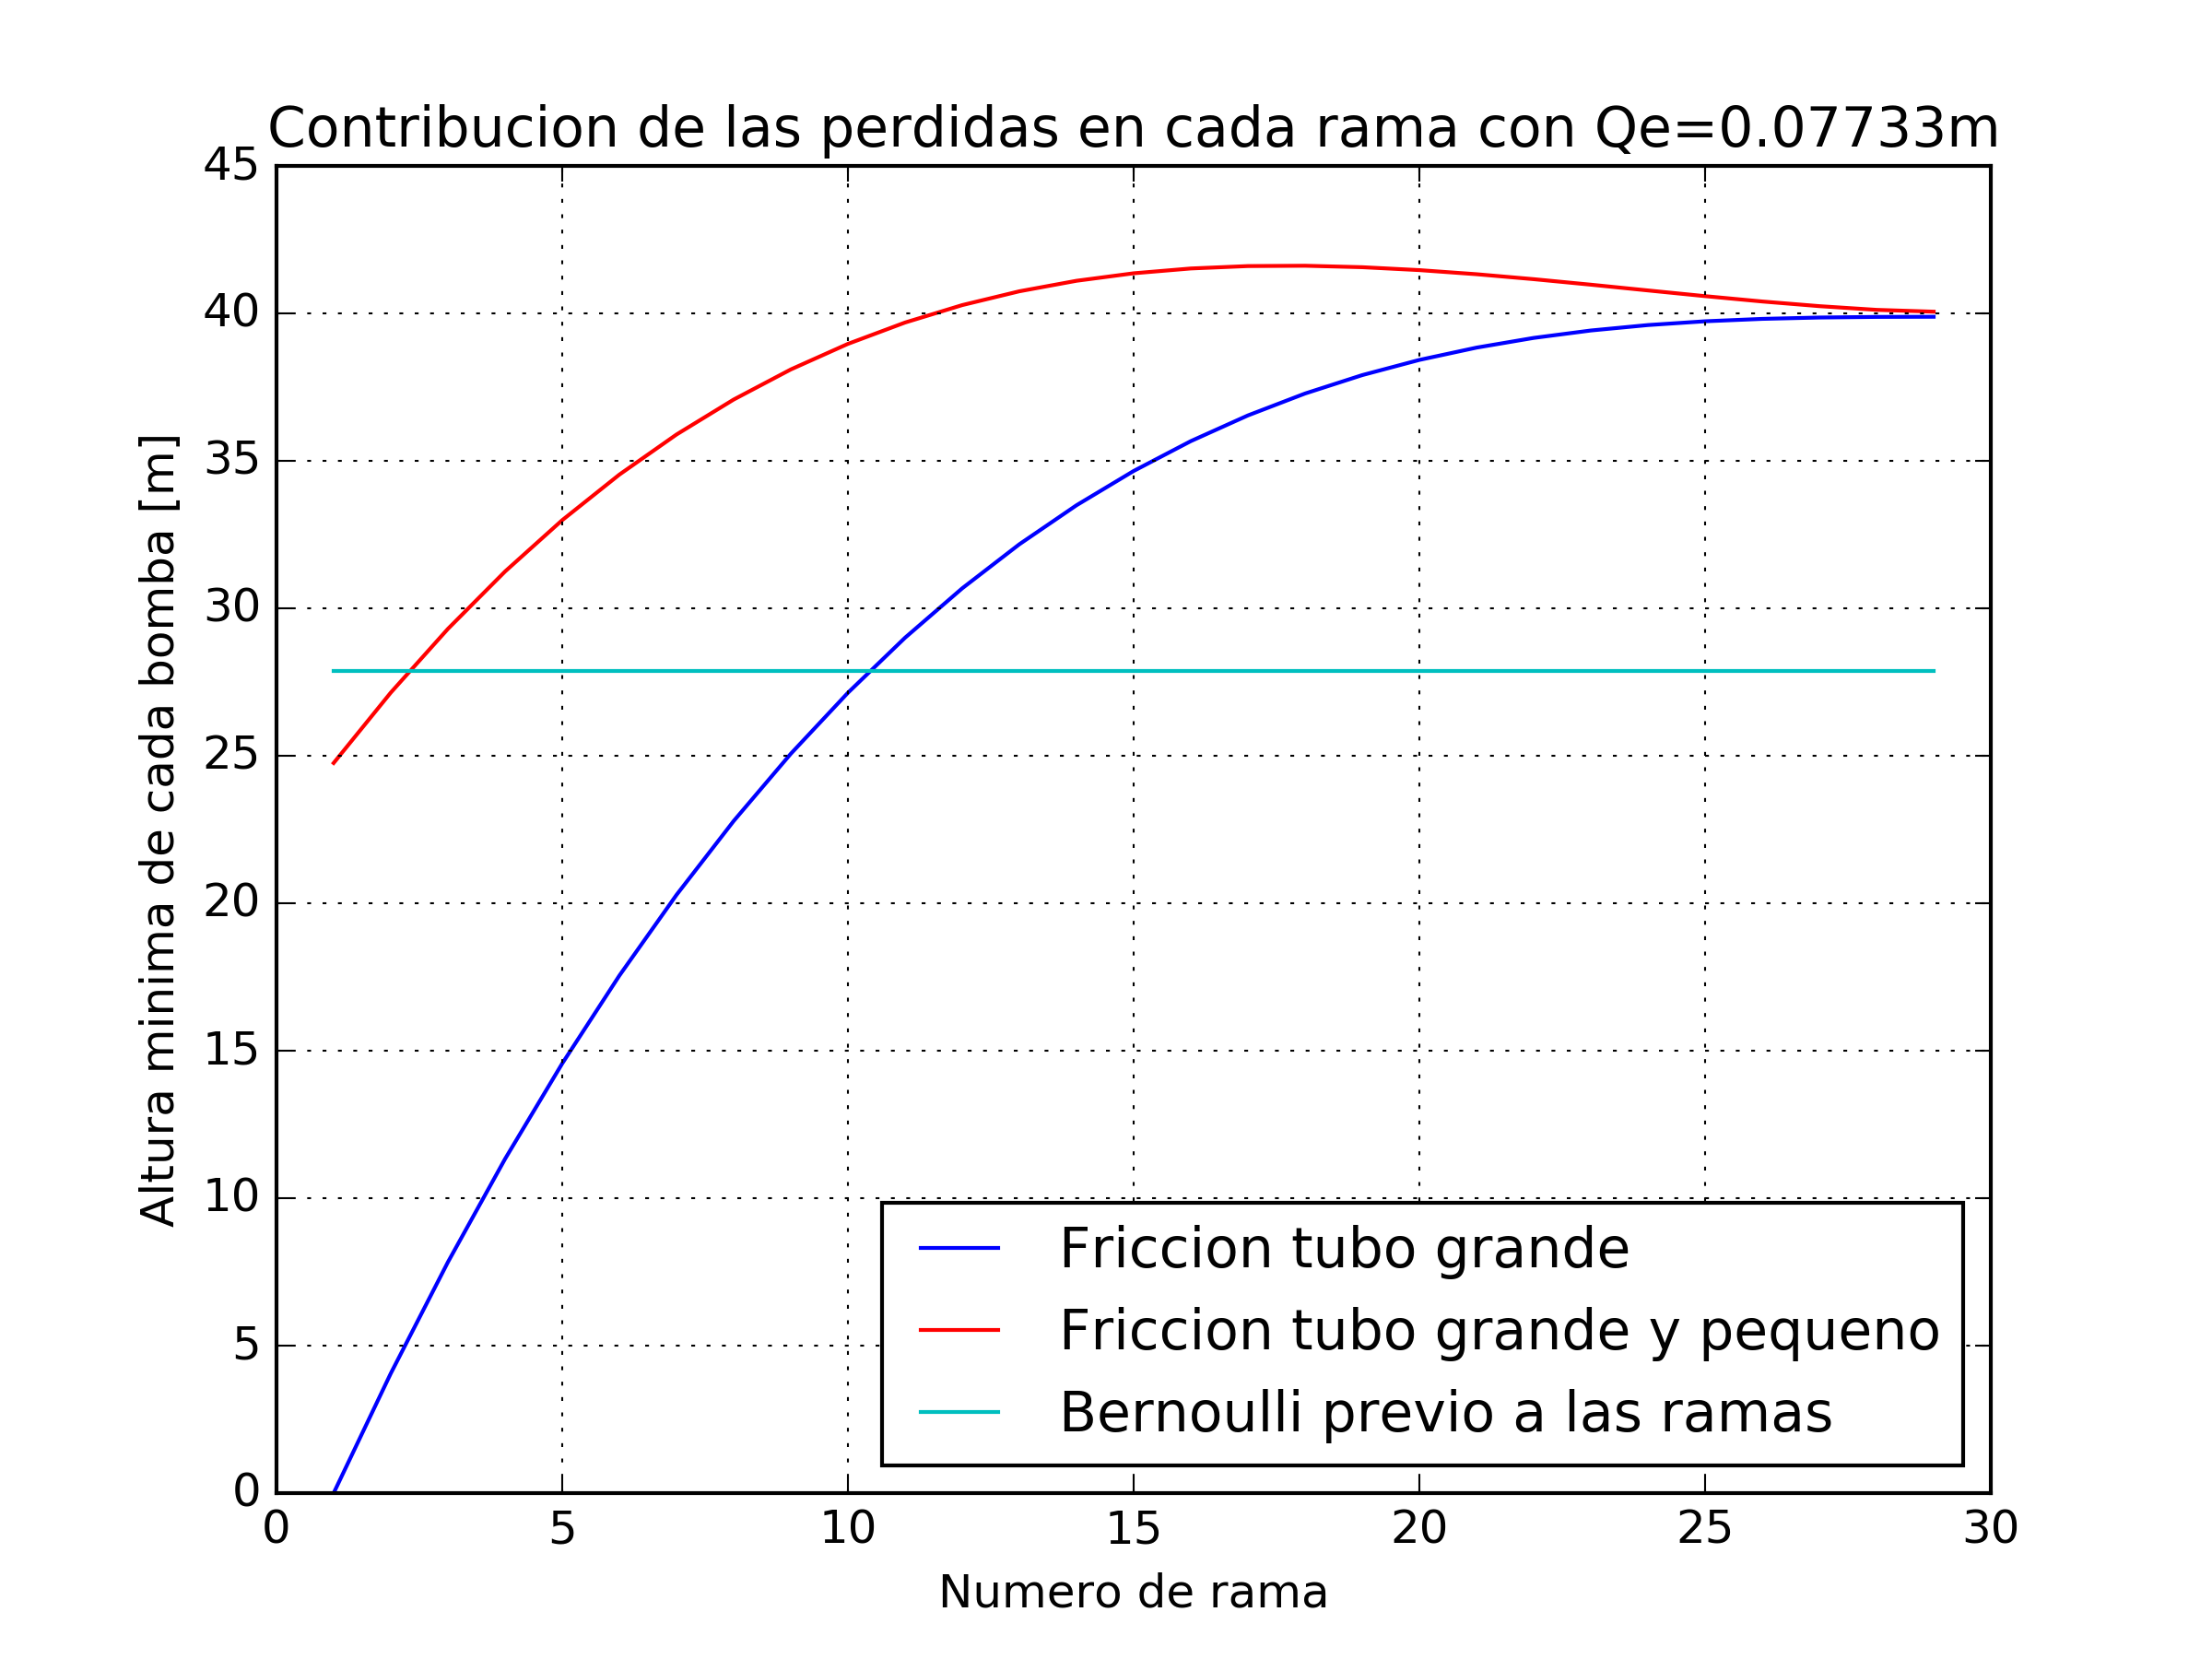 Contribucion de las perdidas en cada rama con Qe=0.07733m
45
40
35
30
25
20
15
10
5
0
Altura minima de cada bomba [m]
Friccion tubo grande
Friccion tubo grande y pequeno
Bernoulli previo a las ramas
0 5 10 15 20 25 30
Numero de rama